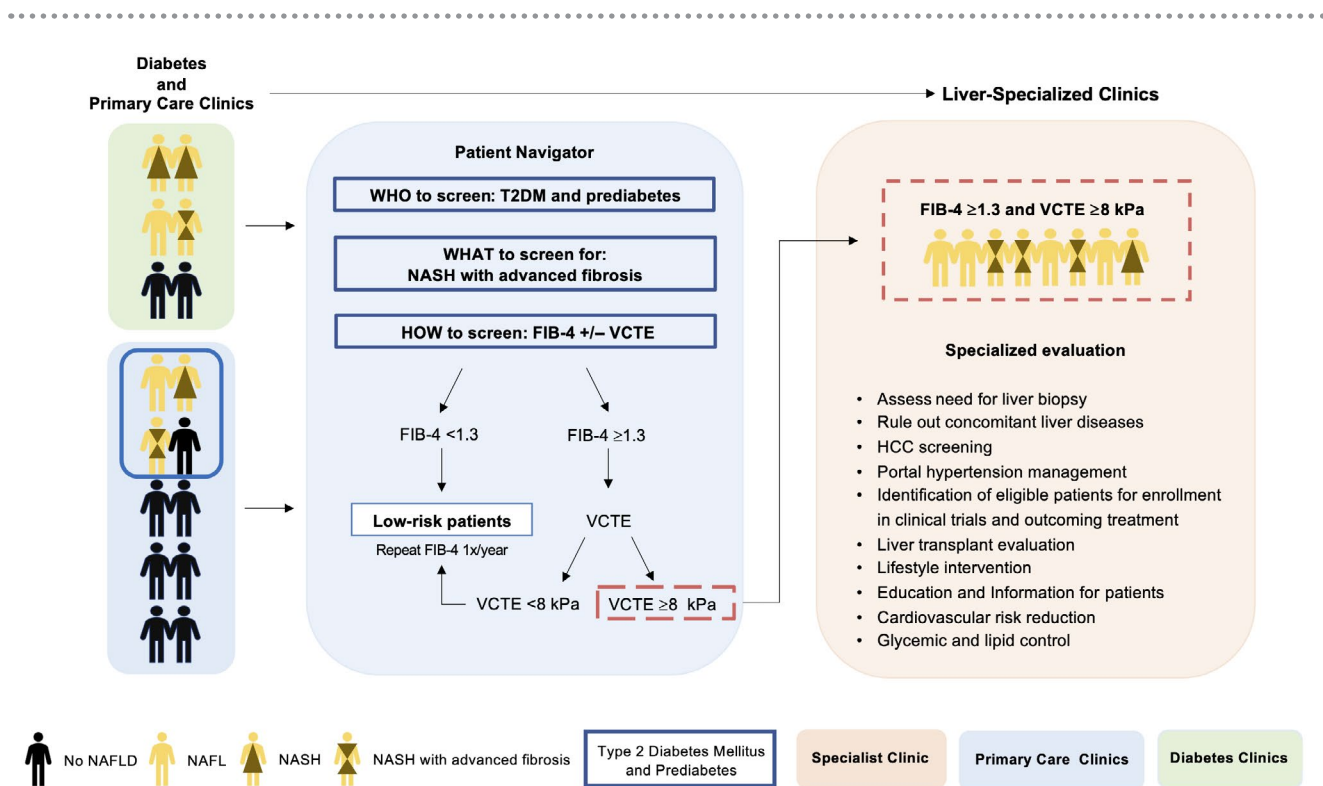 Diabetes
and
Primary Care Clinics
Liver-Specialized Clinics
Patient Navigator
WHO to screen: T2DM and prediabetes
WHAT to screen for:
NASH with advanced fibrosis
HOW to screen: FIB-4 +/– VCTE
FIB-4 <1.3
FIB-4 ≥1.3
Low-risk patients
Repeat FIB-4 1x/year
VCTE
VCTE <8 kPa
VCTE ≥8 kPa
FIB-4 ≥1.3 and VCTE ≥8 kPa
Specialized evaluation
• Assess need for liver biopsy
• Rule out concomitant liver diseases
• HCC screening
• Portal hypertension management
• Identification of eligible patients for enrollment
in clinical trials and outcoming treatment
• Liver transplant evaluation
• Lifestyle intervention
• Education and Information for patients
• Cardiovascular risk reduction
• Glycemic and lipid control
No NAFLD
NAFL
NASH
NASH with advanced fibrosis
Type 2 Diabetes Mellitus
and Prediabetes
Specialist Clinic
Primary Care Clinics
Diabetes Clinics